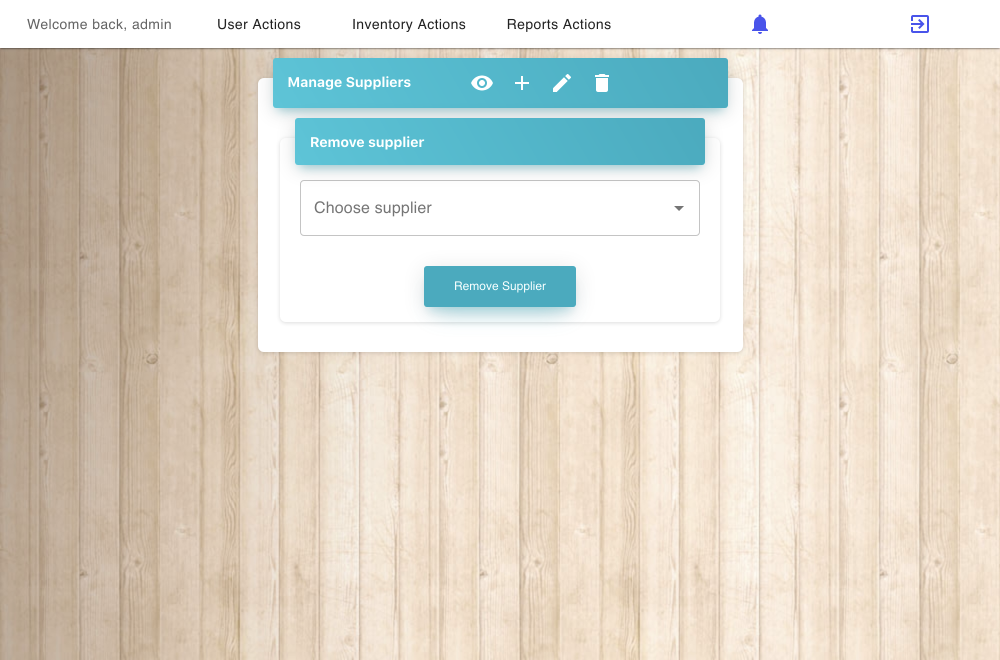 Welcome back, admin User Actions Inventory Actions Reports Actions
Manage Suppliers
Remove supplier
Choose supplier
Remove Supplier